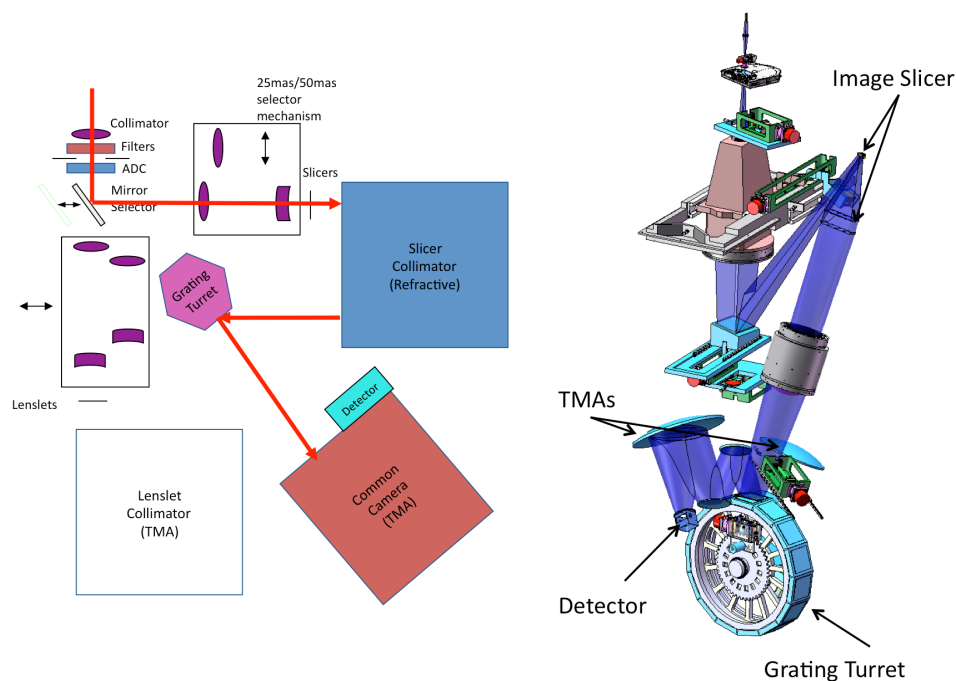 25mas/50mas
selector
mechanism
Collimator
Filters
ADC
Mirror
Selector
Slicers
Slicer
Collimator
(Refractive)
Grating
Turret
Detector
Lenslets
Lenslet
Collimator
(TMA)
Common
Camera
(TMA)
Image Slicer
TMAs
Detector
Grating Turret